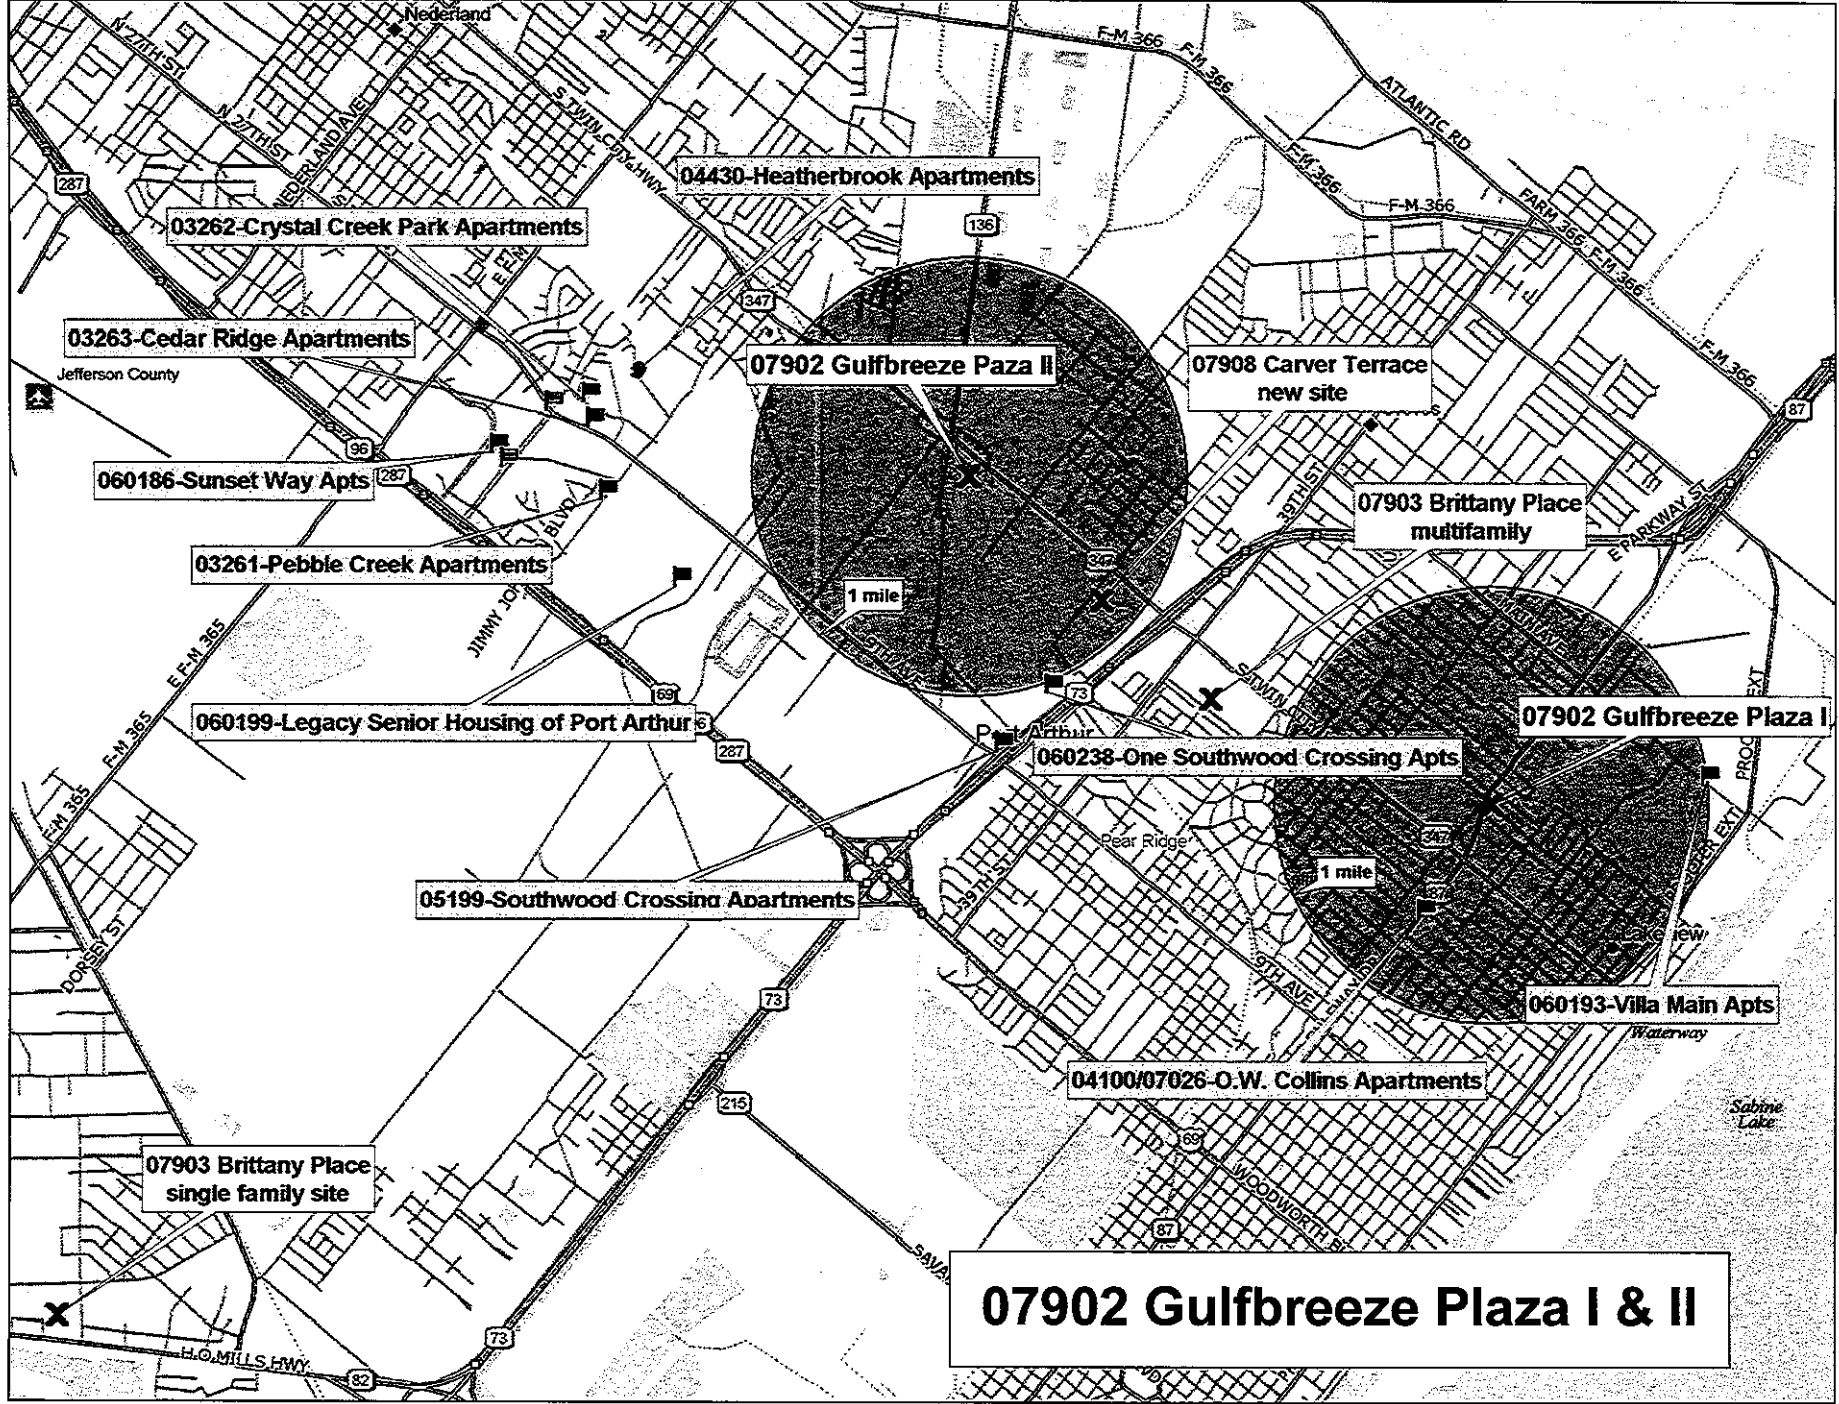 Nederland
N 27TH ST
N 27TH ST
NEDERLAND AVE
S TWIN CITY HWY
F-M 366
F-M 366
ATLANTIC RD
F-M 366
F-M 366
FARM 366
F-M 366
F-M 366
287
04430-Heatherbrook Apartments
03262-Crystal Creek Park Apartments
136
E F-M
347
03263-Cedar Ridge Apartments
Jefferson County
07902 Gulfbreeze Paza II
07908 Carver Terrace
new site
87
96
287
060186-Sunset Way Apts
39TH ST
07903 Brittany Place
multifamily
E PARKWAY ST
BLVD
03261-Pebble Creek Apartments
347
1 mile
E F-M 365
69
73
060199-Legacy Senior Housing of Port Arthur
F-M 365
287
Port Arthur
060238-One Southwood Crossing Apts
07902 Gulfbreeze Plaza I
F-M 365
Pear Ridge
347
1 mile
39TH ST
05199-Southwood Crossing Apartments
DORSEY ST
Lakeview
9TH AVE
73
060193-Villa Main Apts
Waterway
04100/07026-O.W. Collins Apartments
215
Sabine
Lake
69
07903 Brittany Place
single family site
WOODWORTH
87
07902 Gulfbreeze Plaza I & II
73
H.O.MILLS HWY
82